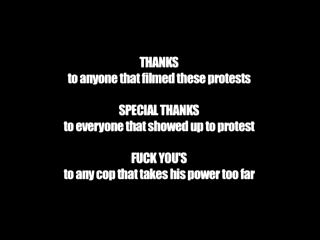 THANKS
to anyone that filmed these protests
SPECIAL THANKS
to everyone that showed up to protest
FUCK YOU'S
to any cop that takes his power too far